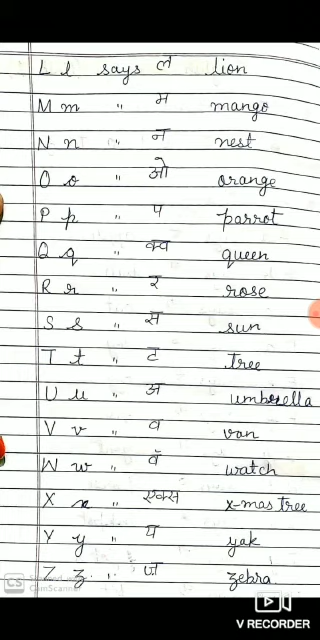 L l says ल lion
M m " म mango
N n " न nest
O o " ओ orange
P p " प parrot
Q q " क्व queen
R r " र rose
S s " स sun
T t " ट tree
U u " अ umbrella
V v " व van
W w " वॅ watch
X x " एक्स x-mas tree
Y y " य yak
Z z " ज zebra
CS CamScanner
V RECORDER